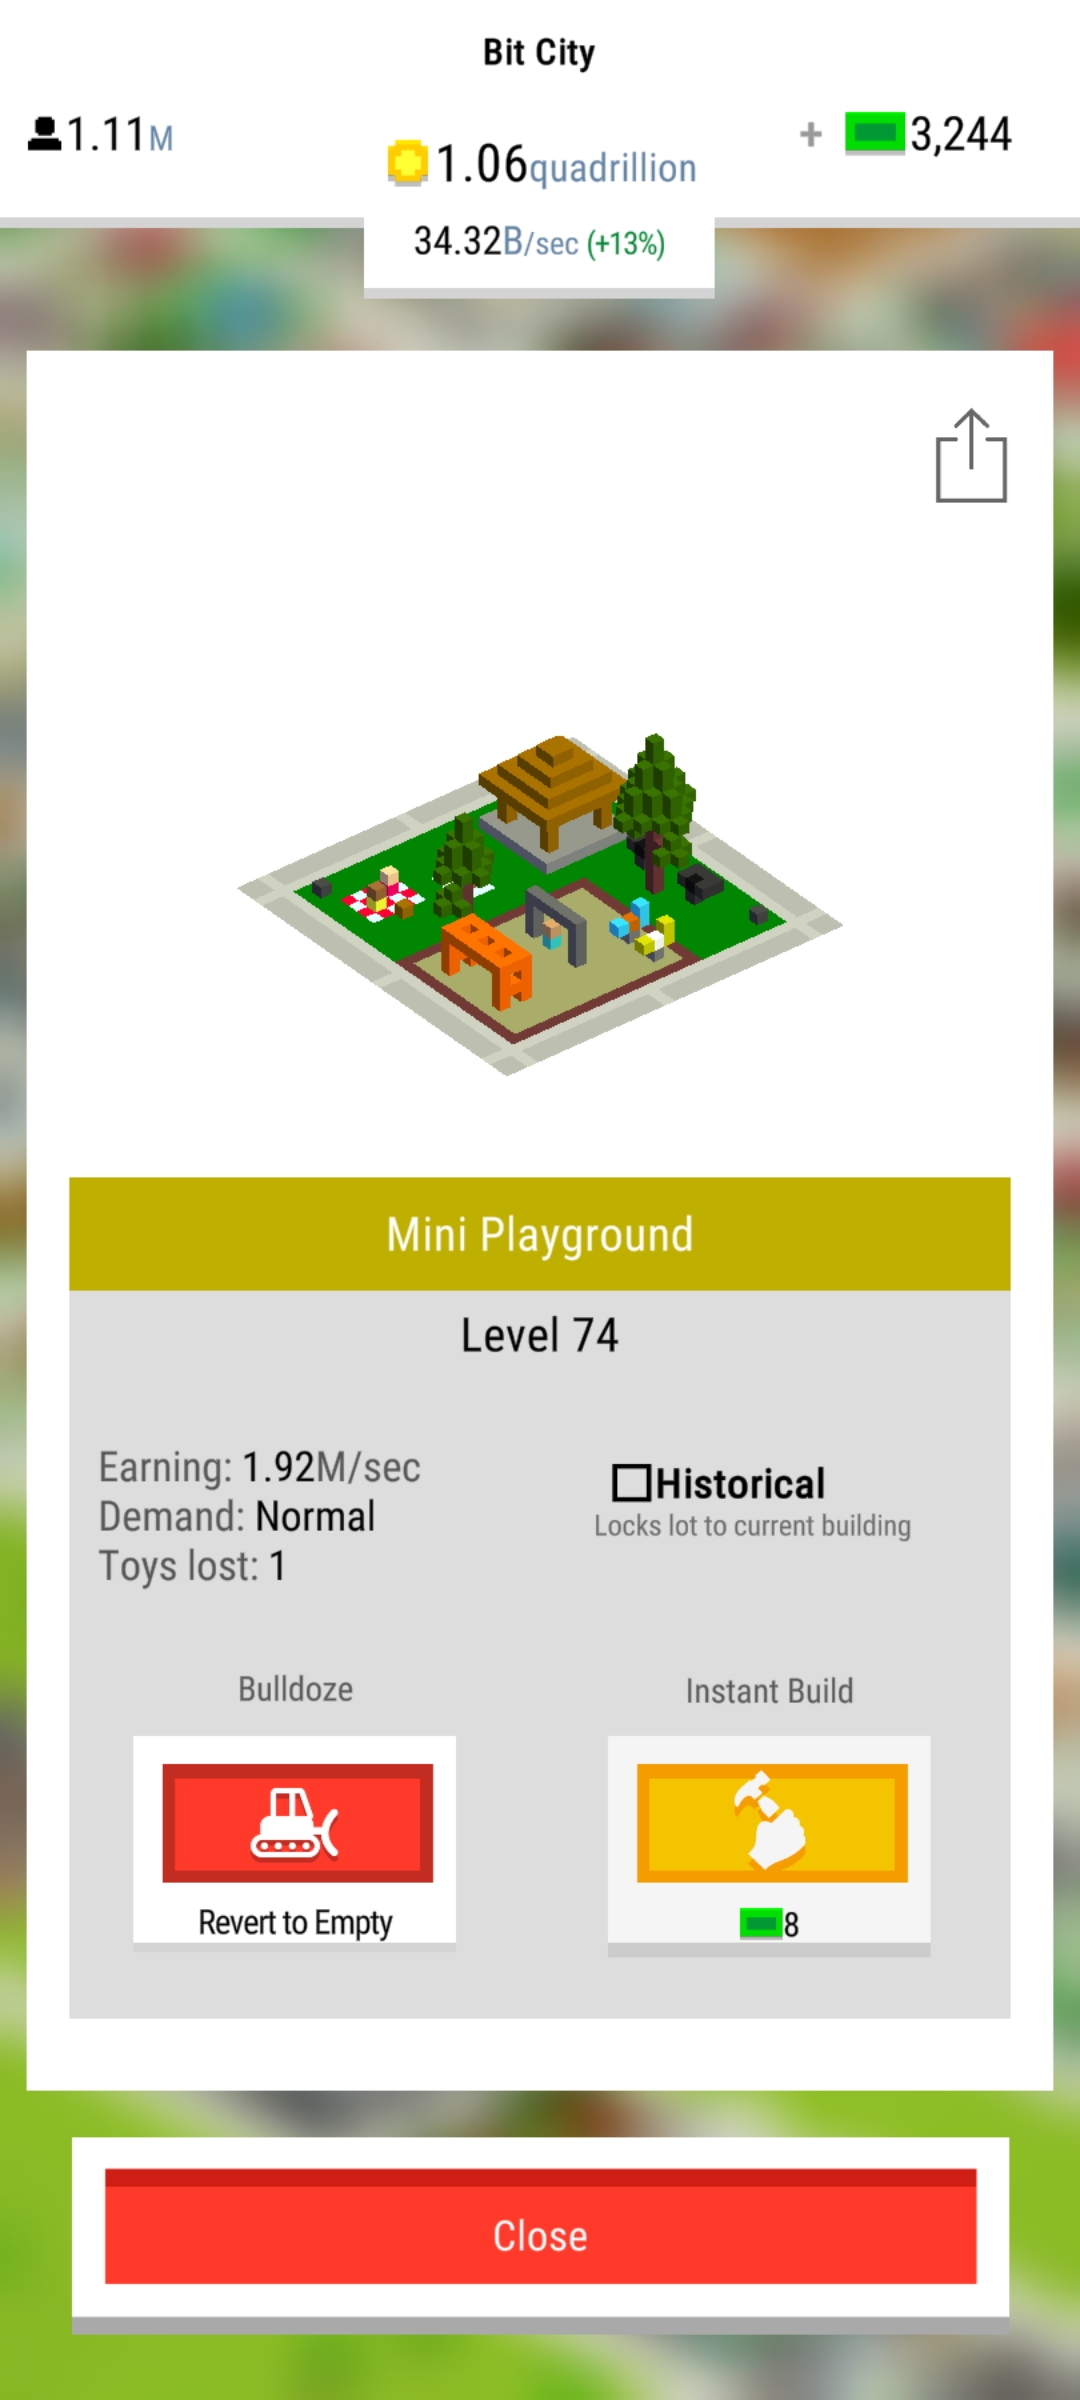 Bit City
1.11M
1.06quadrillion
+ 3,244
34.32B/sec (+13%)
Mini Playground
Level 74
Earning: 1.92M/sec
Demand: Normal
Toys lost: 1
Historical
Locks lot to current building
Bulldoze
Revert to Empty
Instant Build
8
Close